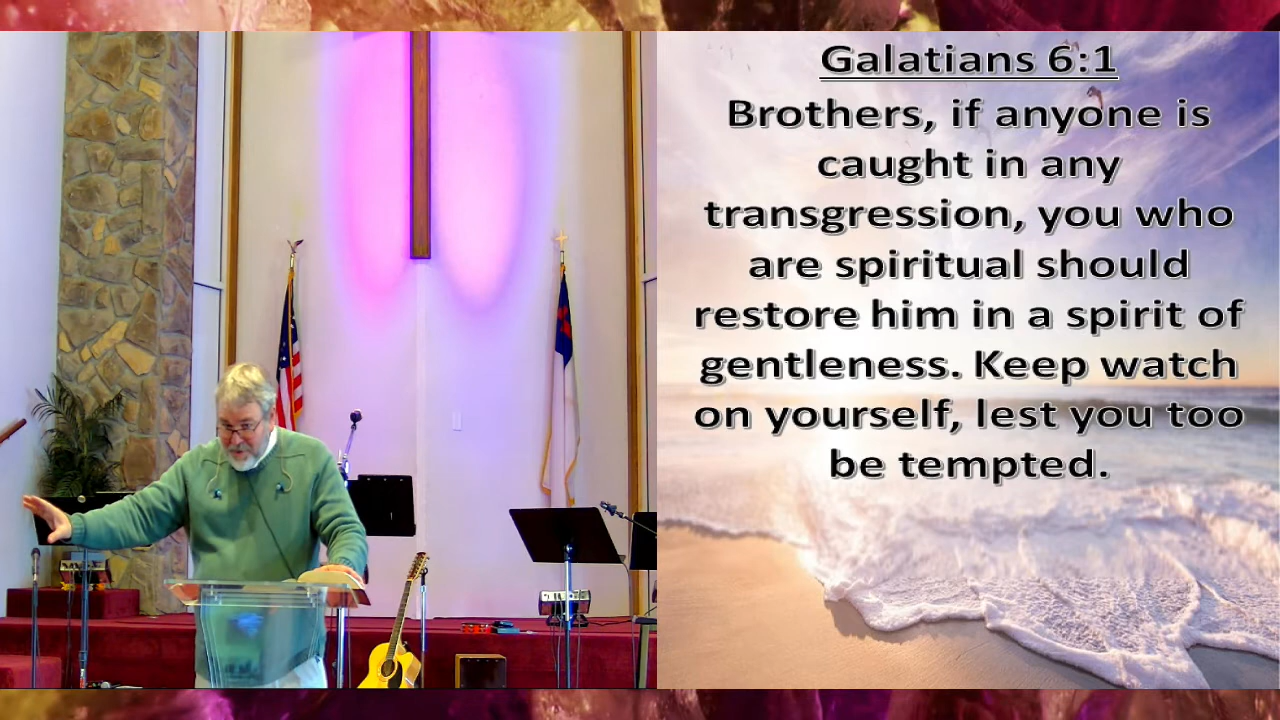 Galatians 6:1
Brothers, if anyone is
caught in any
transgression, you who
are spiritual should
restore him in a spirit of
gentleness. Keep watch
on yourself, lest you too
be tempted.